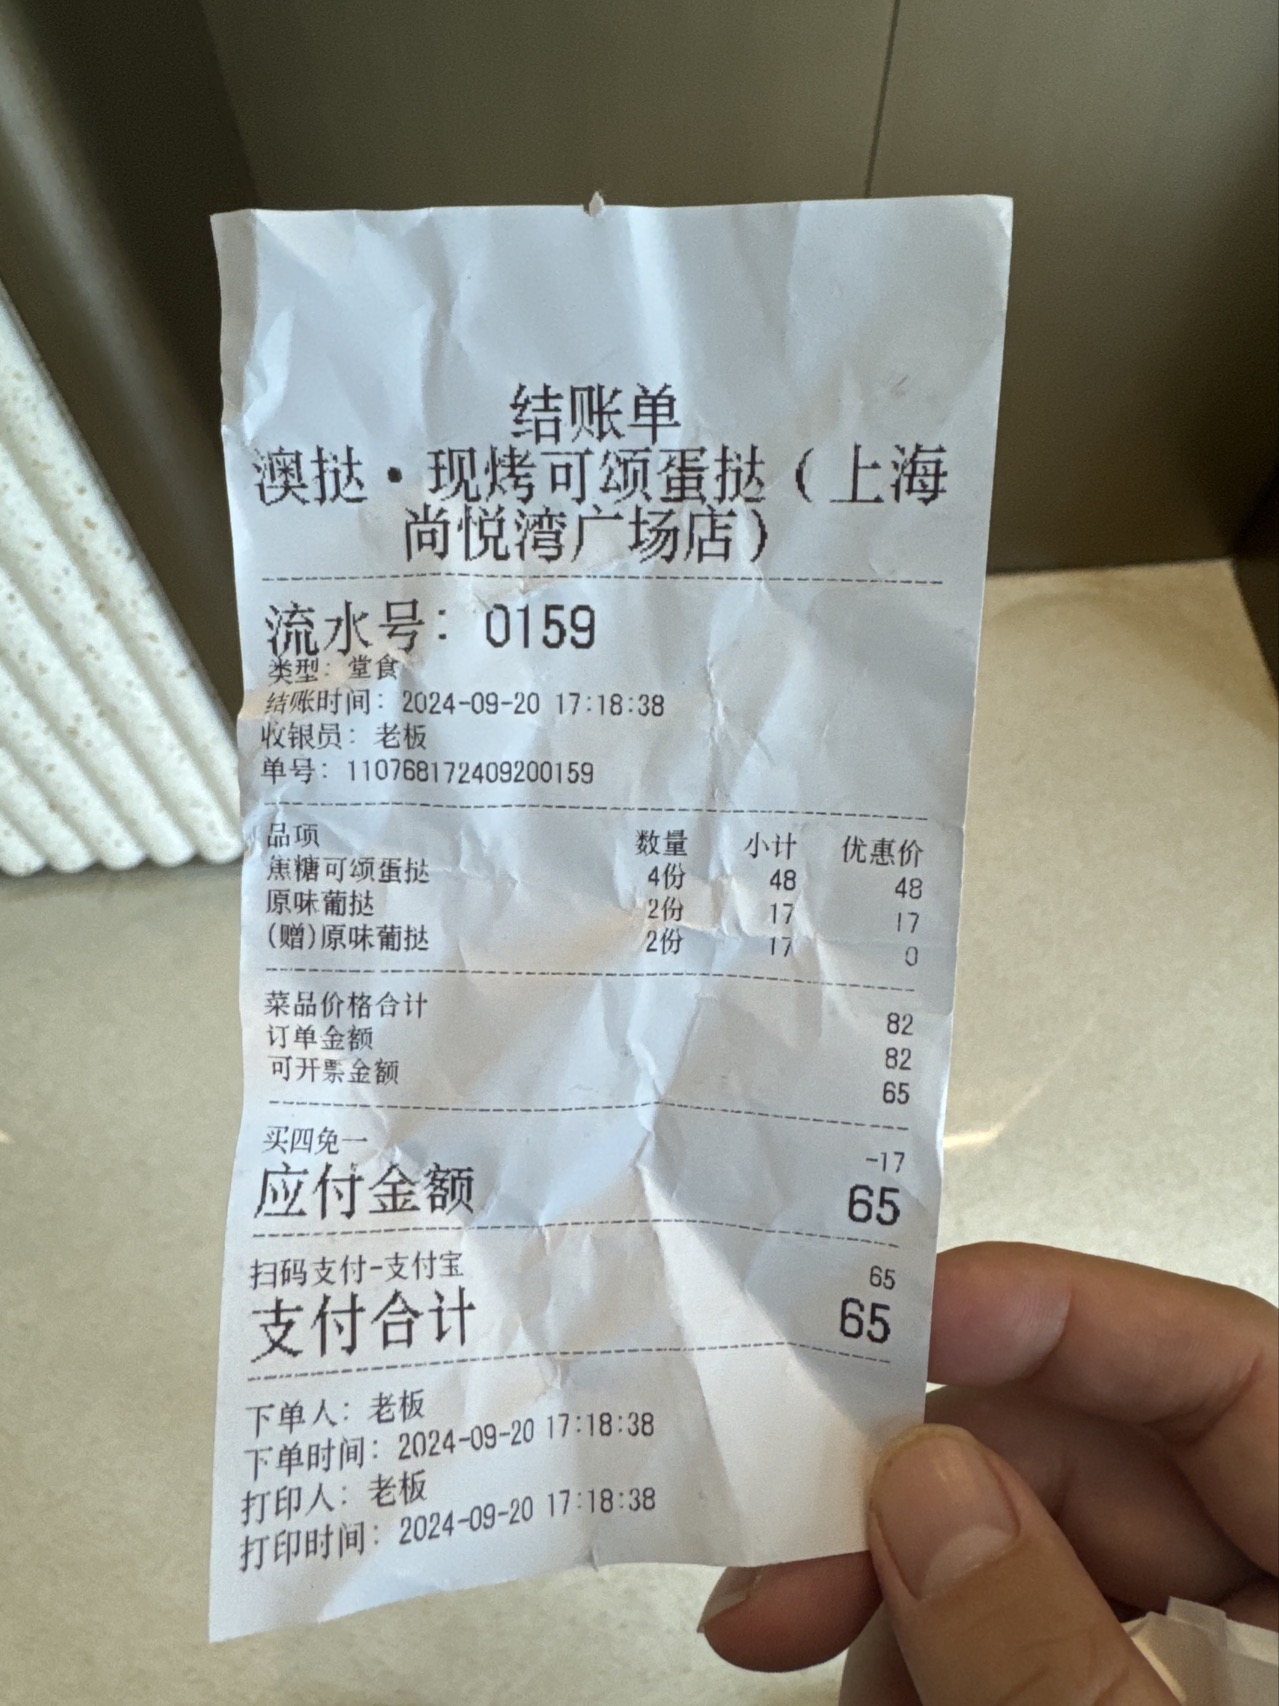 结账单
澳挞·现烤可颂蛋挞（上海
尚悦湾广场店）
流水号：0159
类型：堂食
结账时间：2024-09-20 17:18:38
收银员：老板
单号：110768172409200159
品项 数量 小计 优惠价
焦糖可颂蛋挞 4份 48 48
原味葡挞 2份 17 17
(赠)原味葡挞 2份 17 0
菜品价格合计 82
订单金额 82
可开票金额 65
买四免一 -17
应付金额 65
扫码支付-支付宝 65
支付合计 65
下单人：老板
下单时间：2024-09-20 17:18:38
打印人：老板
打印时间：2024-09-20 17:18:38